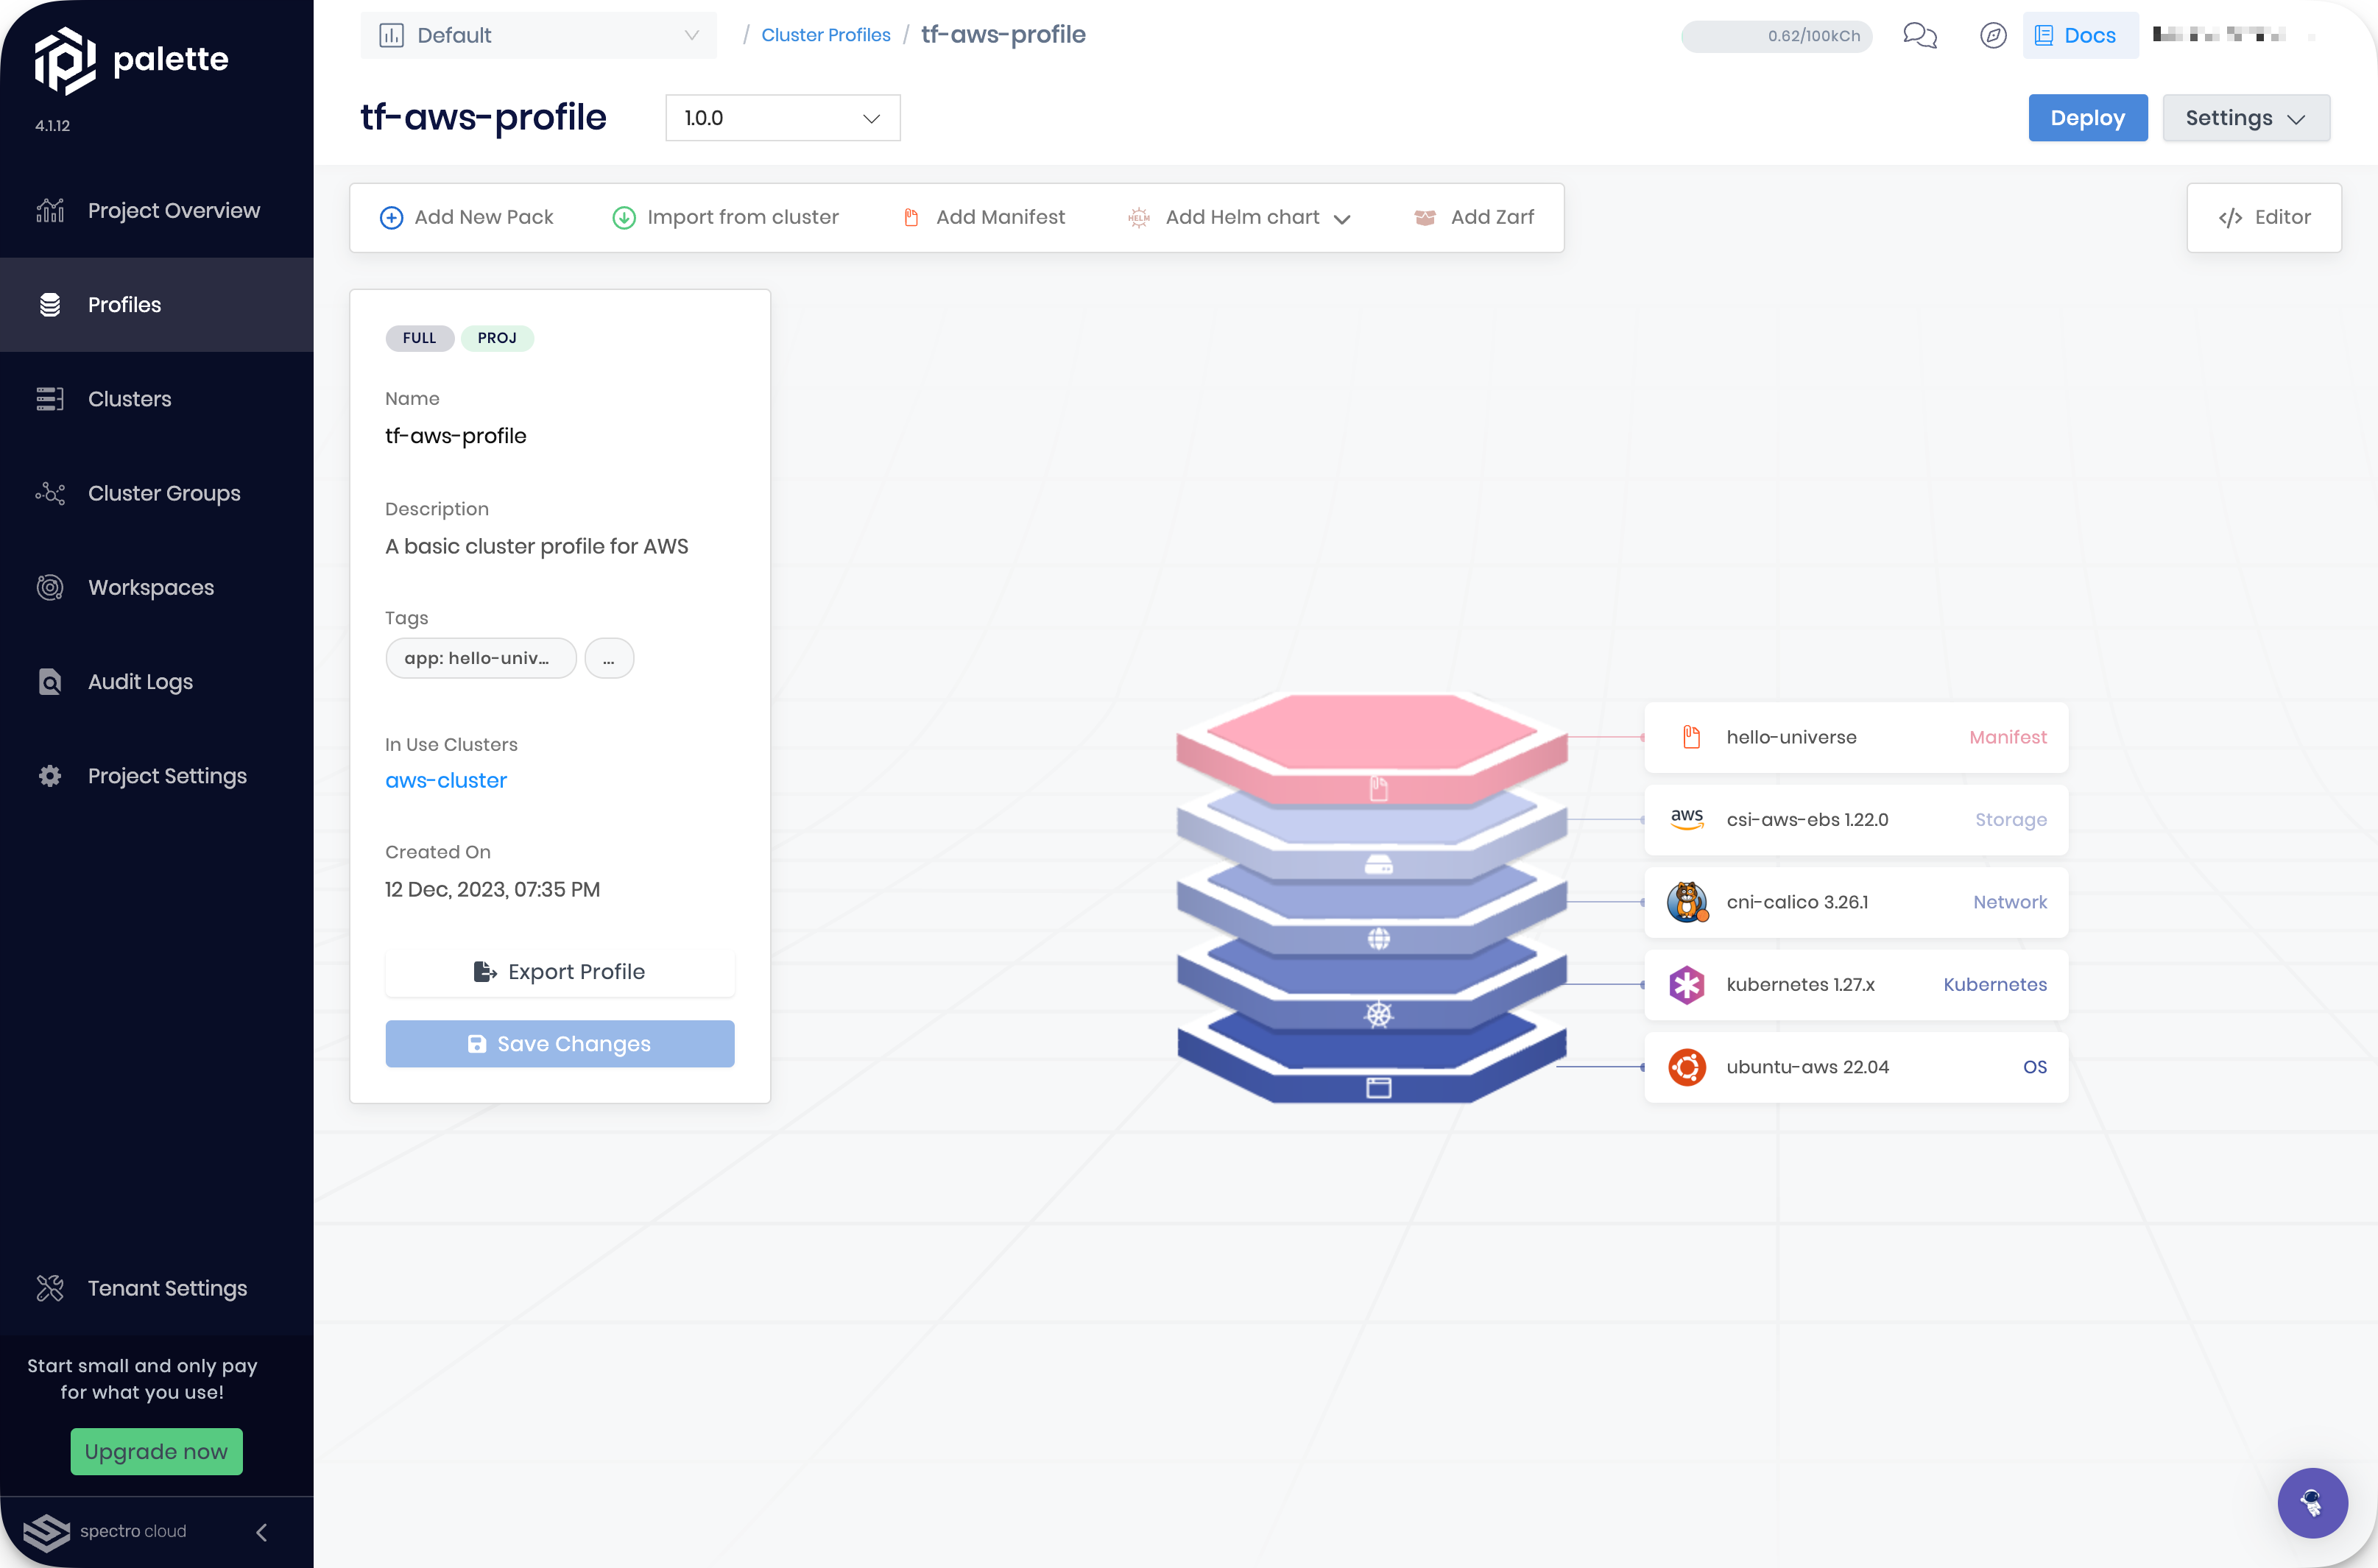 palette
4.1.12
Project Overview
Profiles
Clusters
Cluster Groups
Workspaces
Audit Logs
Project Settings
Tenant Settings
Start small and only pay
for what you use!
Upgrade now
spectro cloud
Default
/ Cluster Profiles / tf-aws-profile
0.62/100kCh
Docs
tf-aws-profile
1.0.0
Deploy
Settings
Add New Pack
Import from cluster
Add Manifest
HELM
Add Helm chart
Add Zarf
</> Editor
FULL
PROJ
Name
tf-aws-profile
Description
A basic cluster profile for AWS
Tags
app: hello-univ...
...
In Use Clusters
aws-cluster
Created On
12 Dec, 2023, 07:35 PM
Export Profile
Save Changes
hello-universe Manifest
aws csi-aws-ebs 1.22.0 Storage
cni-calico 3.26.1 Network
kubernetes 1.27.x Kubernetes
ubuntu-aws 22.04 OS